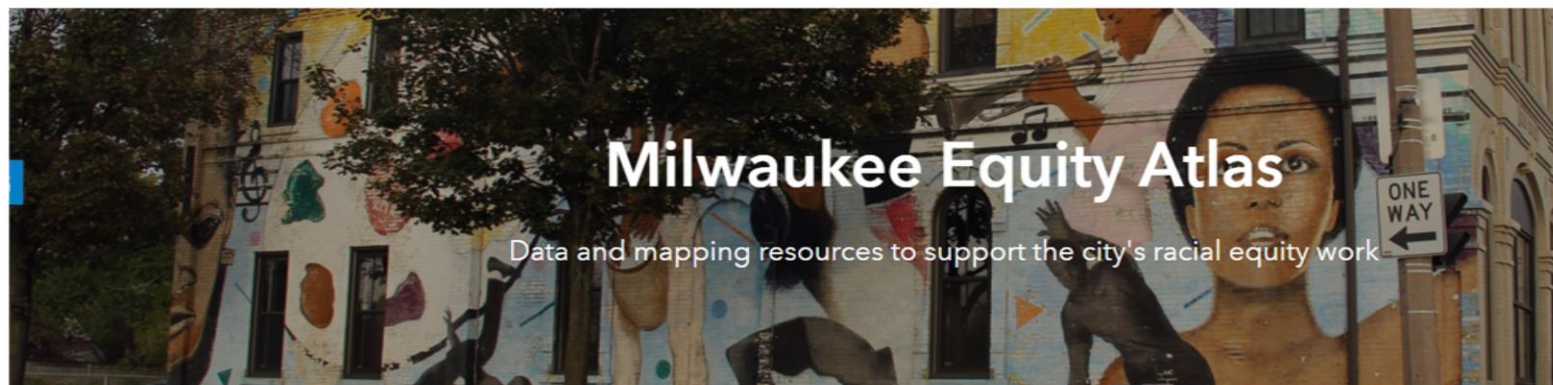 Milwaukee Equity Atlas
Data and mapping resources to support the city's racial equity work
ONE
WAY